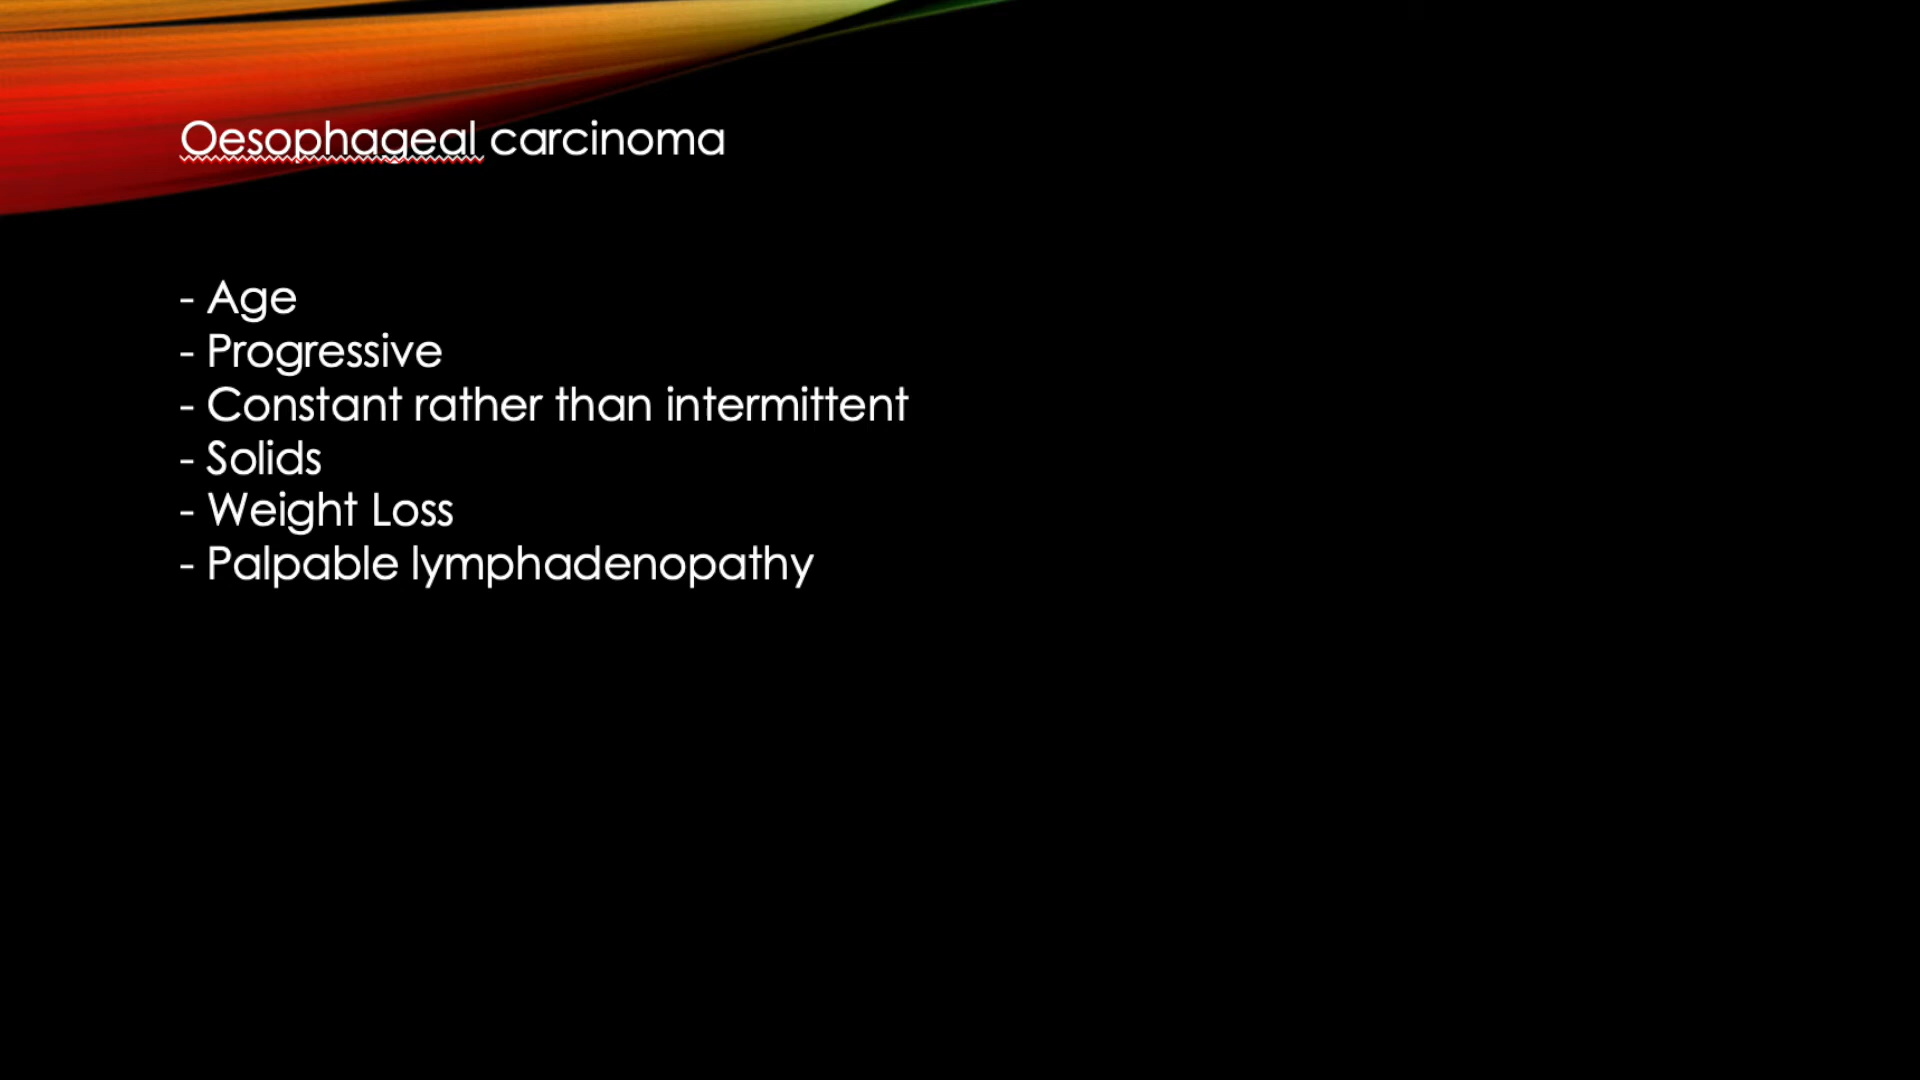 Oesophageal carcinoma
- Age
- Progressive
- Constant rather than intermittent
- Solids
- Weight Loss
- Palpable lymphadenopathy